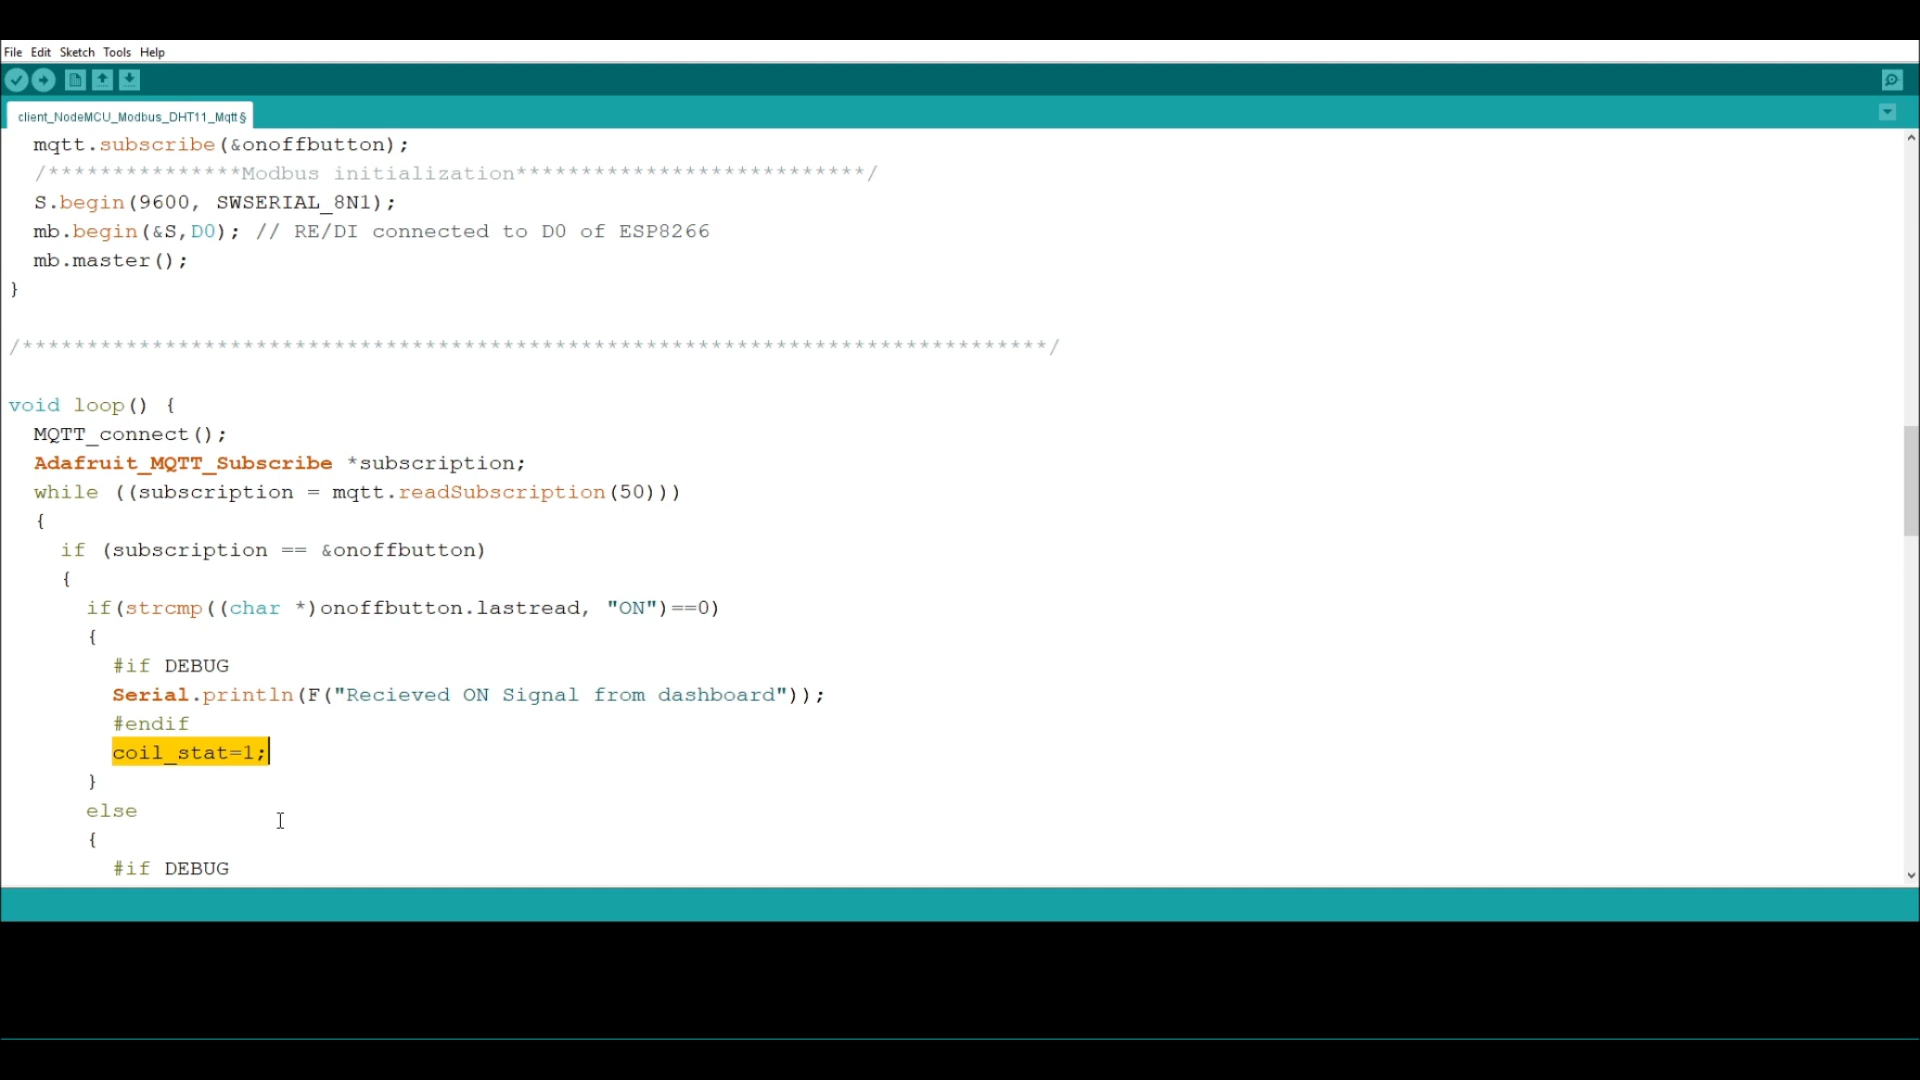 File Edit Sketch Tools Help
client_NodeMCU_Modbus_DHT11_Mqtt§
mqtt.subscribe(&onoffbutton);
/***************Modbus initialization***************************/
S.begin(9600, SWSERIAL_8N1);
mb.begin(&S,D0); // RE/DI connected to D0 of ESP8266
mb.master();
}
/*******************************************************************************/
void loop() {
MQTT_connect();
Adafruit_MQTT_Subscribe *subscription;
while ((subscription = mqtt.readSubscription(50)))
{
if (subscription == &onoffbutton)
{
if(strcmp((char *)onoffbutton.lastread, "ON")==0)
{
#if DEBUG
Serial.println(F("Recieved ON Signal from dashboard"));
#endif
coil_stat=1;
}
else
{
#if DEBUG